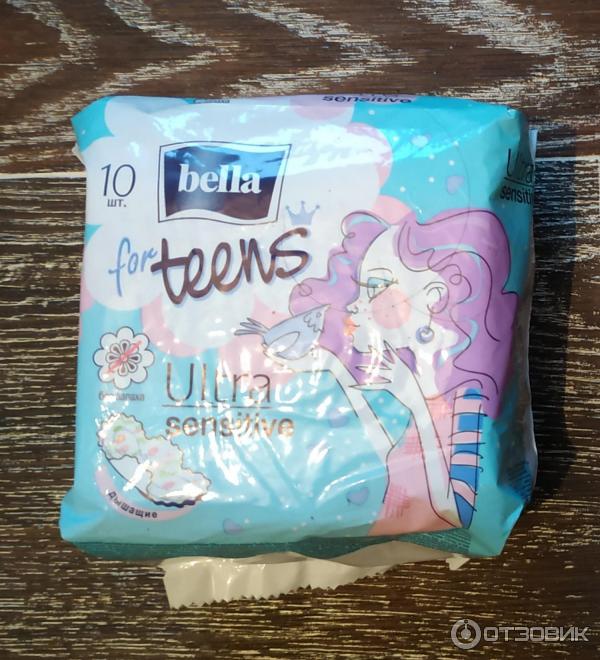 sensitive
10
шт.
bella
for teens
Ultra
sensitive
Ultra
sensitive
дышащие
ОТЗОВИК